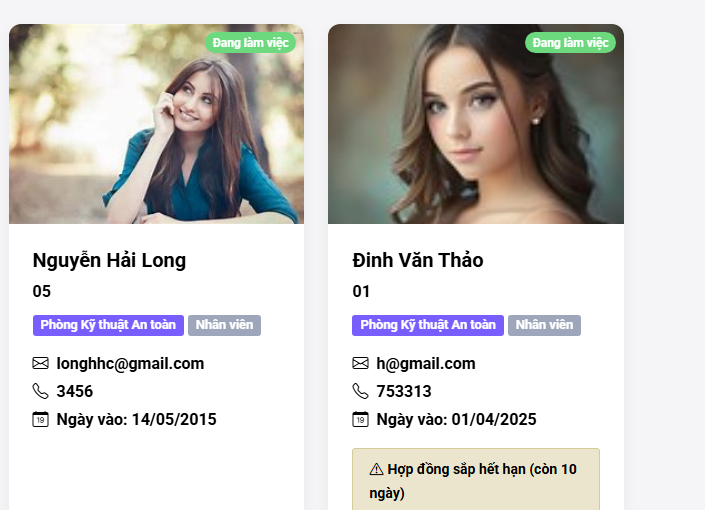 Đang làm việc
Nguyễn Hải Long
05
Phòng Kỹ thuật An toàn Nhân viên
longhhc@gmail.com
3456
19 Ngày vào: 14/05/2015
Đang làm việc
Đinh Văn Thảo
01
Phòng Kỹ thuật An toàn Nhân viên
h@gmail.com
753313
19 Ngày vào: 01/04/2025
Hợp đồng sắp hết hạn (còn 10
ngày)